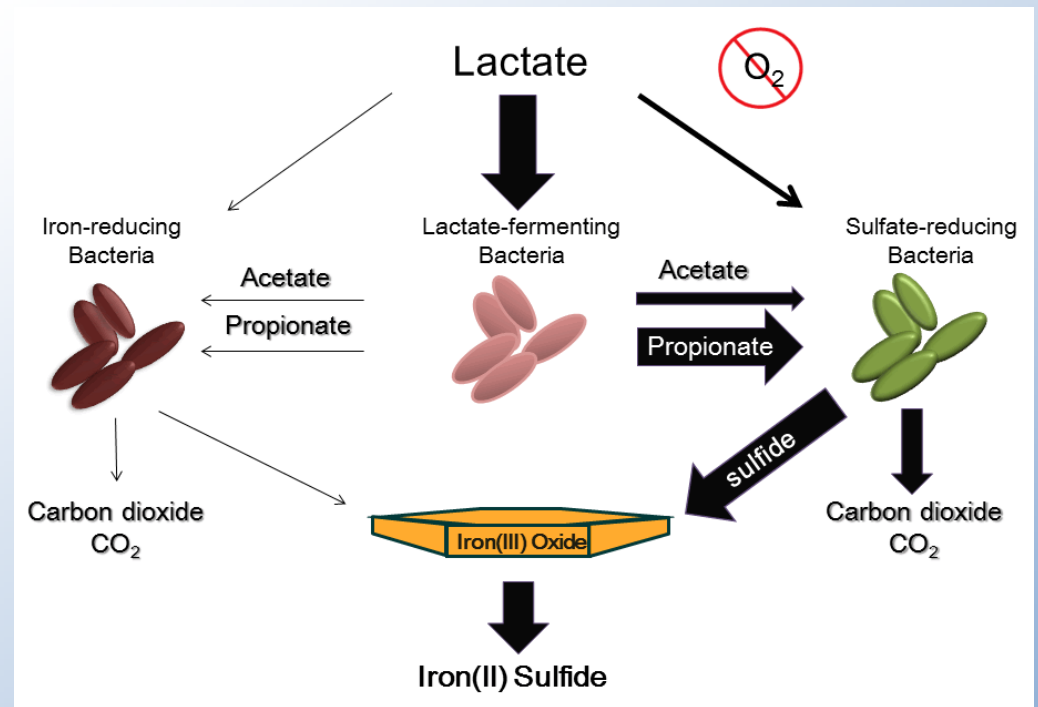 Lactate
O2
Iron-reducing
Bacteria
Lactate-fermenting
Bacteria
Sulfate-reducing
Bacteria
Acetate
Propionate
Acetate
Propionate
sulfide
Carbon dioxide
CO2
Iron(III) Oxide
Carbon dioxide
CO2
Iron(II) Sulfide